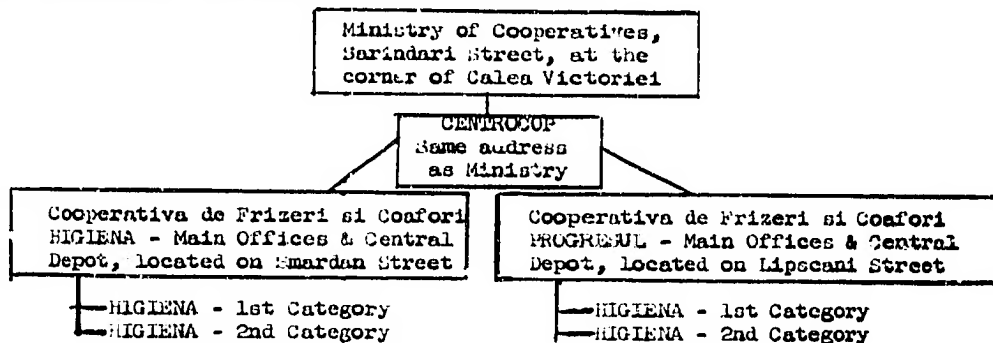 Ministry of Cooperatives,
Sarindari Street, at the
corner of Calea Victoriei
CENTROCOP
Same address
as Ministry
Cooperativa de Frizeri si Coafori
HIGIENA - Main Offices & Central
Depot, located on Smardan Street
Cooperativa de Frizeri si Coafori
PROGRESUL - Main Offices & Central
Depot, located on Lipscani Street
HIGIENA - 1st Category
HIGIENA - 2nd Category
HIGIENA - 1st Category
HIGIENA - 2nd Category